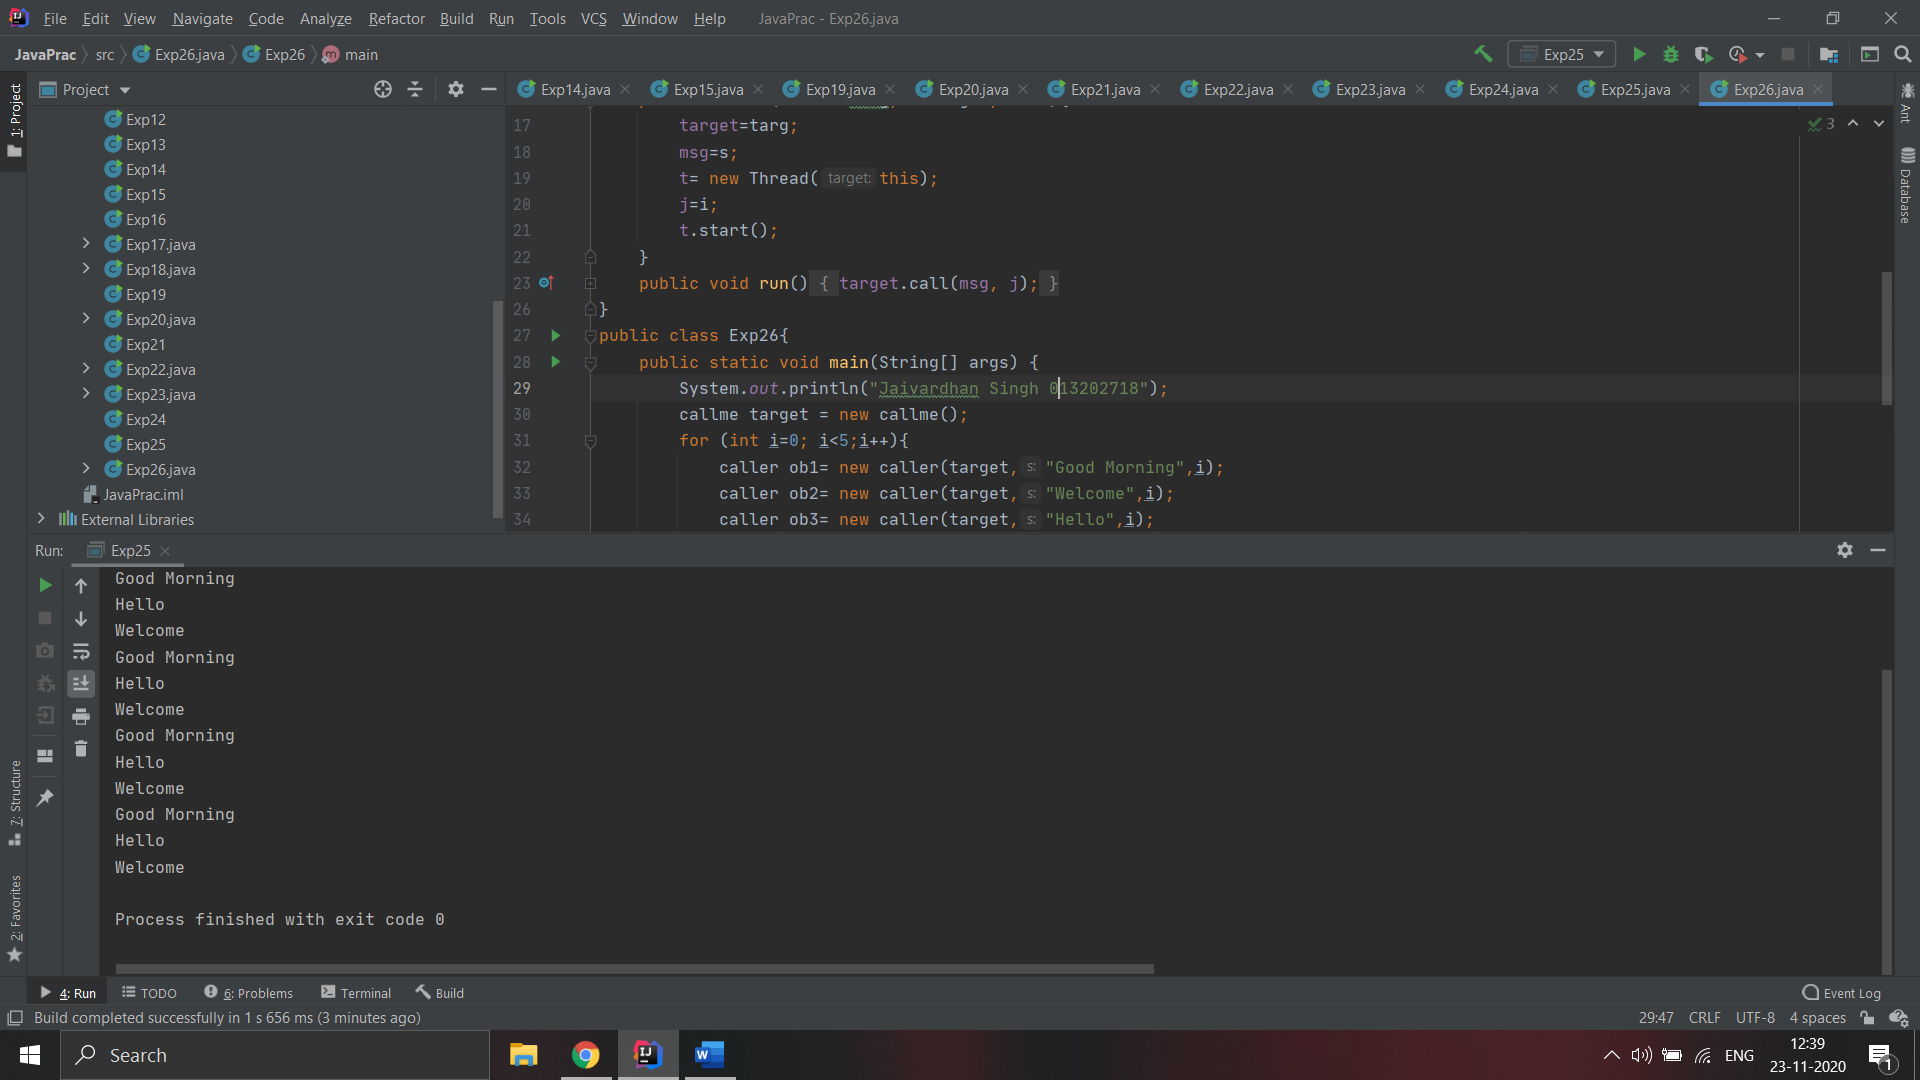 File Edit View Navigate Code Analyze Refactor Build Run Tools VCS Window Help JavaPrac - Exp26.java
JavaPrac src Exp26.java Exp26 main Exp25
Project
Exp14.java Exp15.java Exp19.java Exp20.java Exp21.java Exp22.java Exp23.java Exp24.java Exp25.java Exp26.java
1: Project
Exp12
Exp13
Exp14
Exp15
Exp16
Exp17.java
Exp18.java
Exp19
Exp20.java
Exp21
Exp22.java
Exp23.java
Exp24
Exp25
Exp26.java
JavaPrac.iml
External Libraries
17 target=targ;
18 msg=s;
19 t= new Thread( target: this);
20 j=i;
21 t.start();
22 }
23 public void run() { target.call(msg, j); }
26 }
27 public class Exp26{
28 public static void main(String[] args) {
29 System.out.println("Jaivardhan Singh 013202718");
30 callme target = new callme();
31 for (int i=0; i<5;i++){
32 caller ob1= new caller(target, s: "Good Morning",i);
33 caller ob2= new caller(target, s: "Welcome",i);
34 caller ob3= new caller(target, s: "Hello",i);
3
Ant
Database
Run: Exp25
Good Morning
Hello
Welcome
Good Morning
Hello
Welcome
Good Morning
Hello
Welcome
Good Morning
Hello
Welcome
Process finished with exit code 0
7: Structure
2: Favorites
4: Run TODO 6: Problems Terminal Build Event Log
Build completed successfully in 1 s 656 ms (3 minutes ago) 29:47 CRLF UTF-8 4 spaces
Search
ENG
12:39
23-11-2020
1